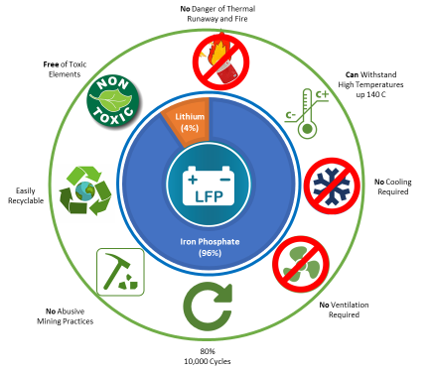 No Danger of Thermal
Runaway and Fire
Free of Toxic
Elements
NON
TOXIC
C+
C-
Can Withstand
High Temperatures
up 140 C
Lithium
(4%)
LFP
Easily
Recyclable
No Cooling
Required
Iron Phosphate
(96%)
No Abusive
Mining Practices
No Ventilation
Required
80%
10,000 Cycles